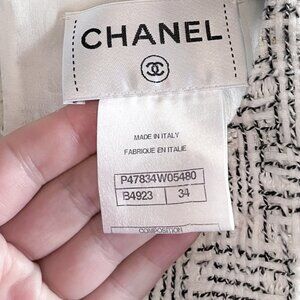 CHANEL
MADE IN ITALY
FABRIQUE EN ITALIE
P47834W05480
B4923 34
COMPOSITION